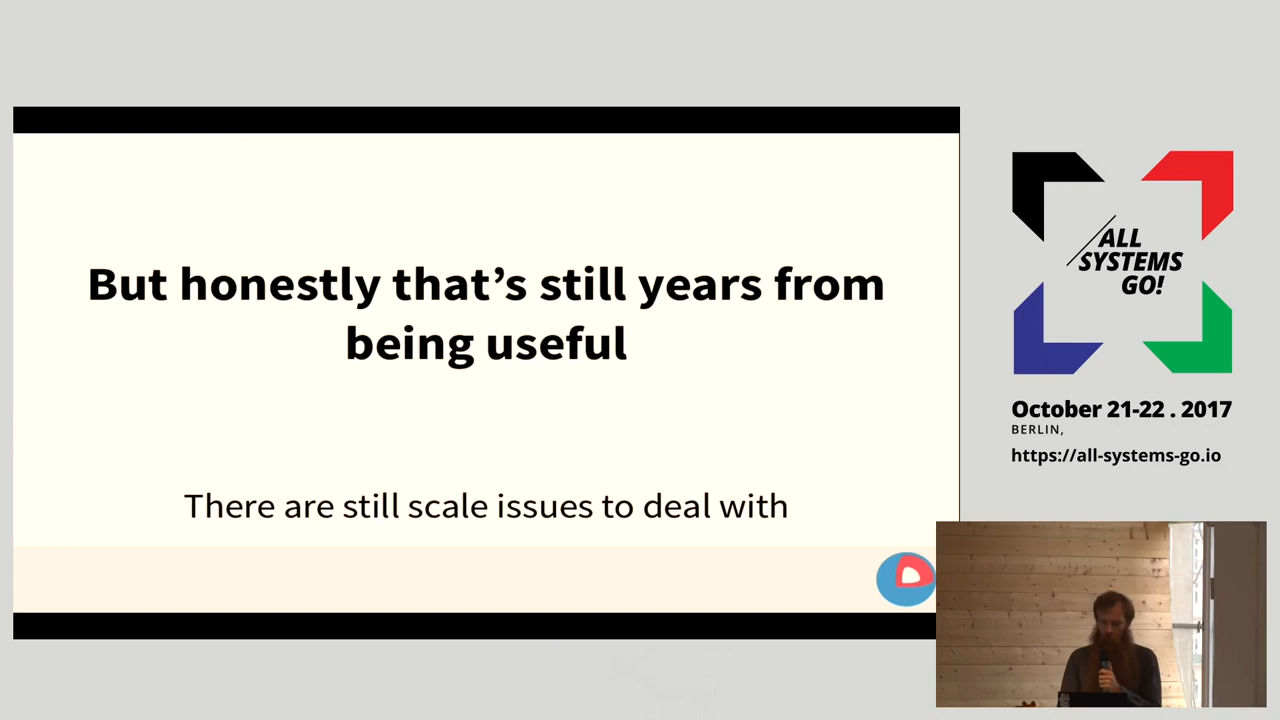 But honestly that’s still years from
being useful
There are still scale issues to deal with
ALL
SYSTEMS
GO!
October 21-22 . 2017
BERLIN,
https://all-systems-go.io